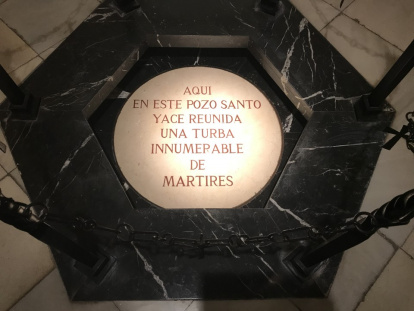 AQUI
EN ESTE POZO SANTO
YACE REUNIDA
UNA TURBA
INNUMEPABLE
DE
MARTIRES